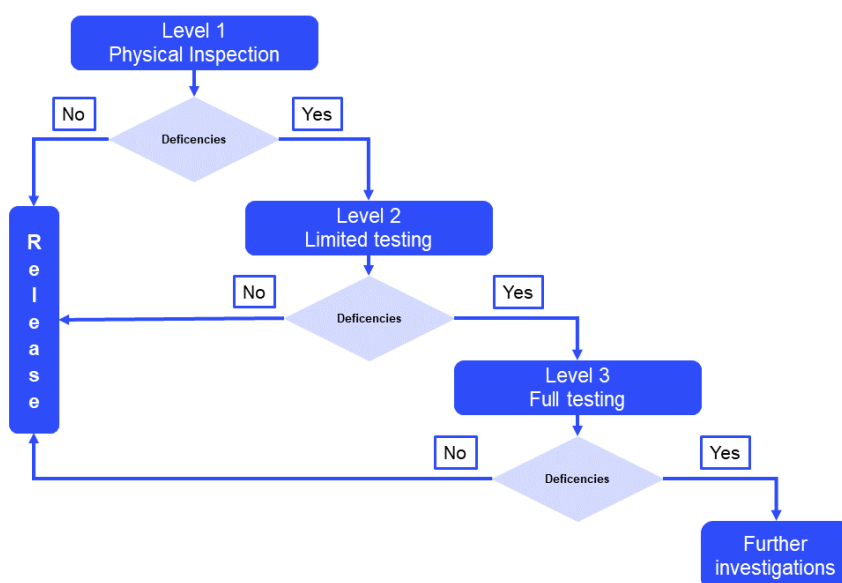 Level 1
Physical Inspection
No
Yes
Deficencies
Level 2
Limited testing
Release
No
Yes
Deficencies
Level 3
Full testing
No
Yes
Deficencies
Further
investigations